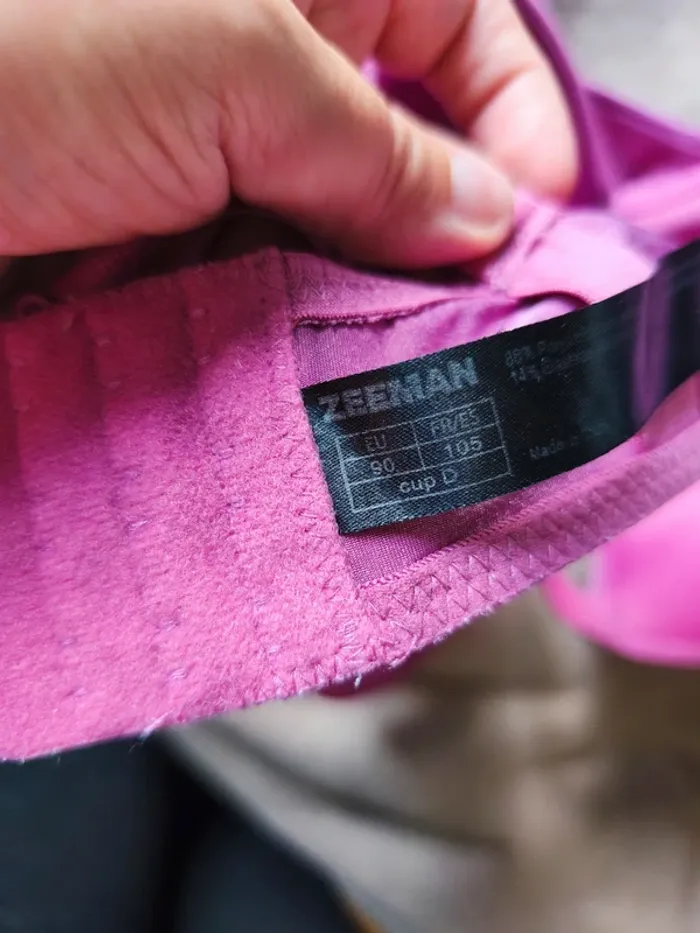 ZEEMAN
EU FR/ES
90 105
cup D
Made in